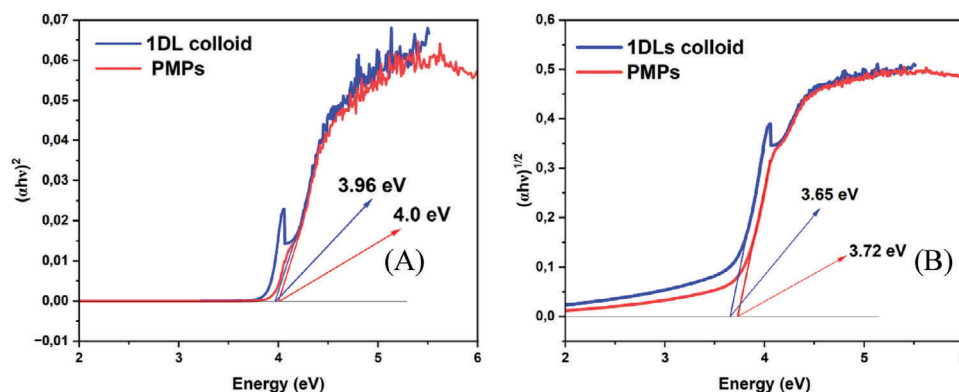 0,07
0,06
0,05
0,04
0,03
0,02
0,01
0,00
−0,01
(αhν)²
1DL colloid
PMPs
3.96 eV
4.0 eV
(A)
2 3 4 5 6
Energy (eV)
0,6
0,5
0,4
0,3
0,2
0,1
0,0
(αhν)^1/2
1DLs colloid
PMPs
3.65 eV
3.72 eV
(B)
2 3 4 5
Energy (eV)